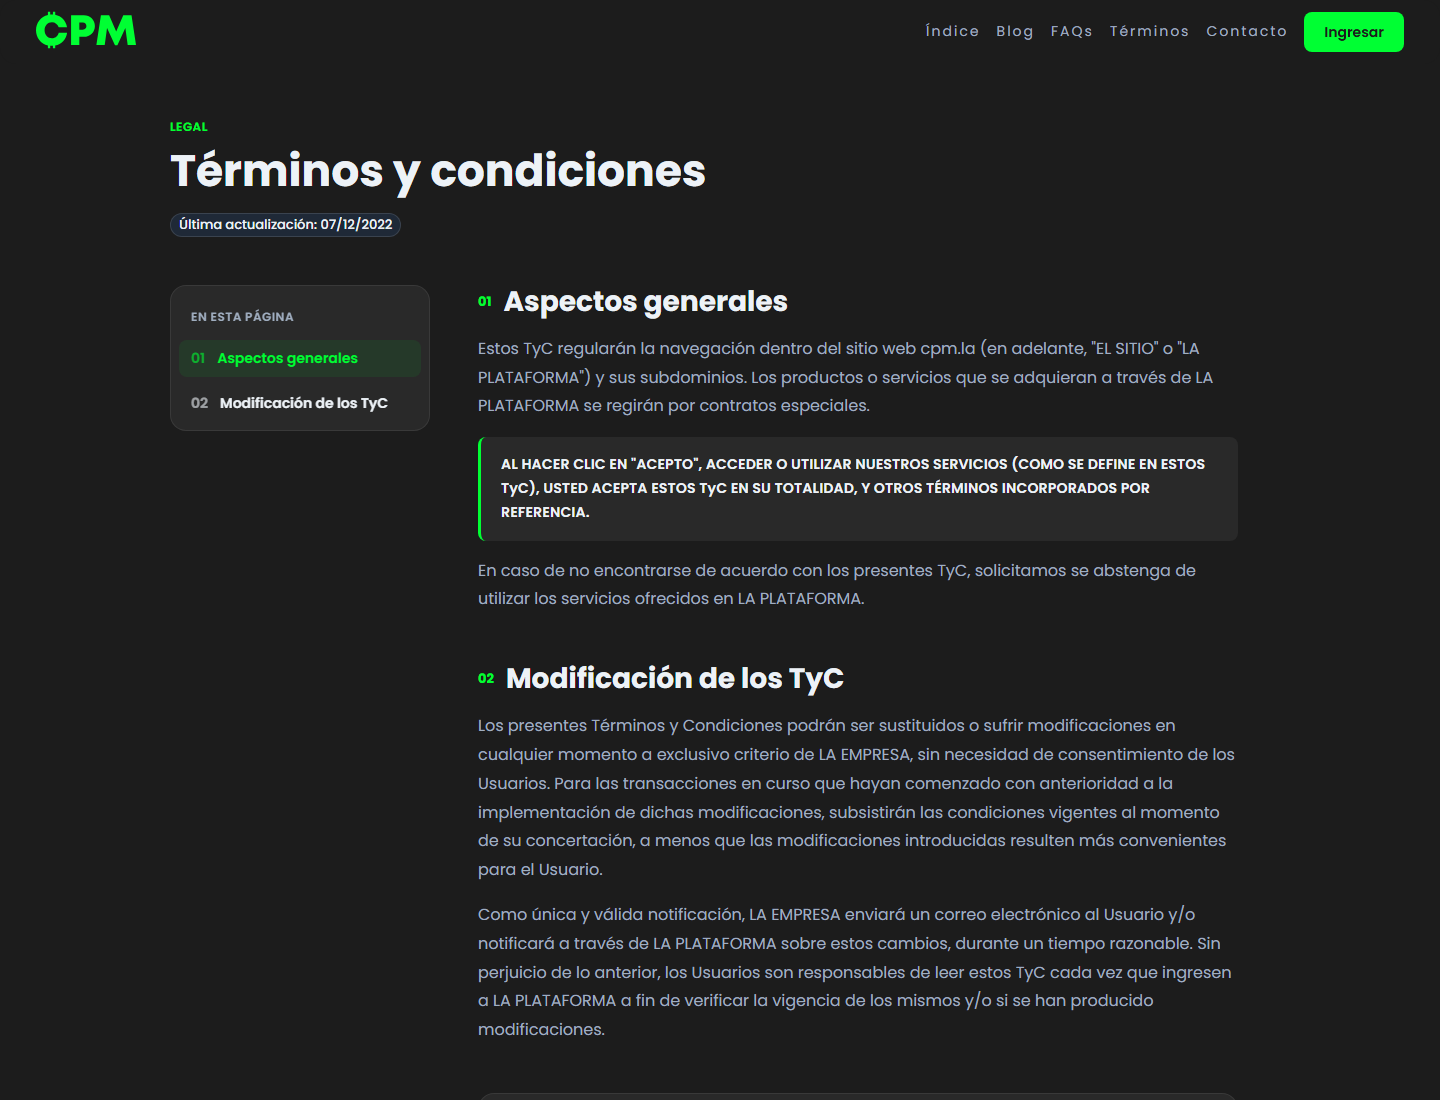 CPM
Índice Blog FAQs Términos Contacto Ingresar
LEGAL
Términos y condiciones
Última actualización: 07/12/2022
EN ESTA PÁGINA
01 Aspectos generales
02 Modificación de los TyC
01 Aspectos generales
Estos TyC regularán la navegación dentro del sitio web cpm.la (en adelante, "EL SITIO" o "LA
PLATAFORMA") y sus subdominios. Los productos o servicios que se adquieran a través de LA
PLATAFORMA se regirán por contratos especiales.
AL HACER CLIC EN "ACEPTO", ACCEDER O UTILIZAR NUESTROS SERVICIOS (COMO SE DEFINE EN ESTOS
TyC), USTED ACEPTA ESTOS TyC EN SU TOTALIDAD, Y OTROS TÉRMINOS INCORPORADOS POR
REFERENCIA.
En caso de no encontrarse de acuerdo con los presentes TyC, solicitamos se abstenga de
utilizar los servicios ofrecidos en LA PLATAFORMA.
02 Modificación de los TyC
Los presentes Términos y Condiciones podrán ser sustituidos o sufrir modificaciones en
cualquier momento a exclusivo criterio de LA EMPRESA, sin necesidad de consentimiento de los
Usuarios. Para las transacciones en curso que hayan comenzado con anterioridad a la
implementación de dichas modificaciones, subsistirán las condiciones vigentes al momento
de su concertación, a menos que las modificaciones introducidas resulten más convenientes
para el Usuario.
Como única y válida notificación, LA EMPRESA enviará un correo electrónico al Usuario y/o
notificará a través de LA PLATAFORMA sobre estos cambios, durante un tiempo razonable. Sin
perjuicio de lo anterior, los Usuarios son responsables de leer estos TyC cada vez que ingresen
a LA PLATAFORMA a fin de verificar la vigencia de los mismos y/o si se han producido
modificaciones.